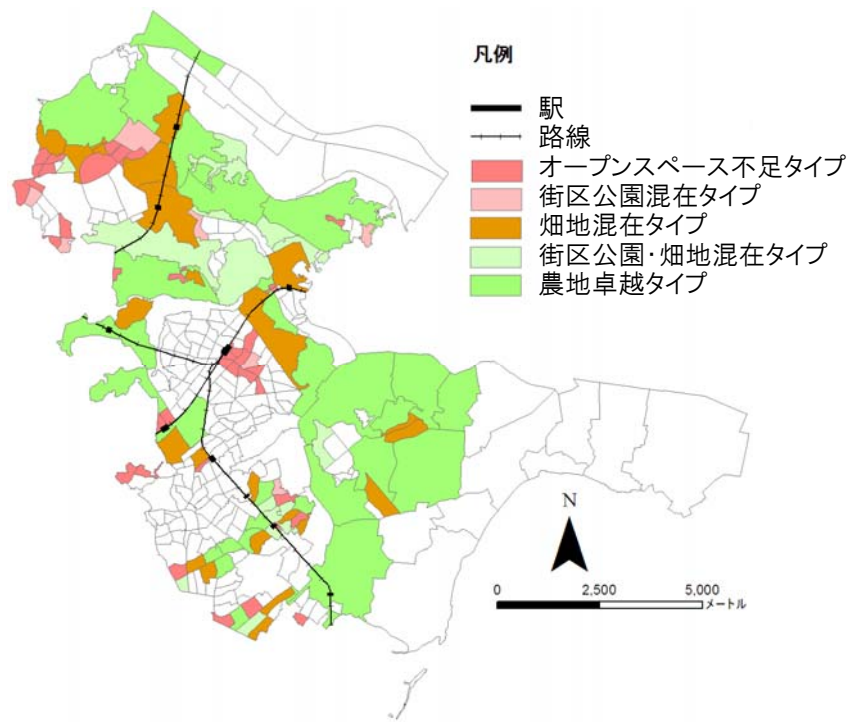 凡例
駅
路線
オープンスペース不足タイプ
街区公園混在タイプ
畑地混在タイプ
街区公園・畑地混在タイプ
農地卓越タイプ
N
0 2,500 5,000
メートル